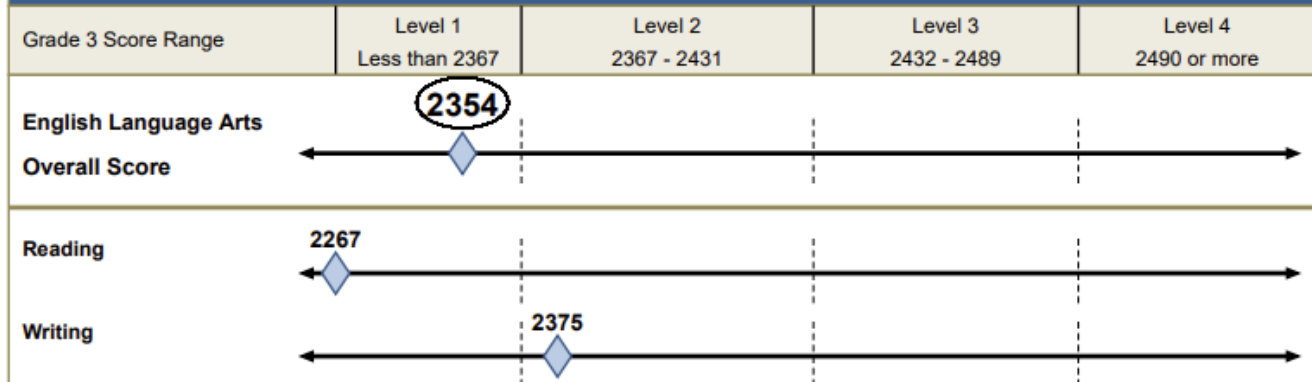 Grade 3 Score Range
Level 1
Less than 2367
Level 2
2367 - 2431
Level 3
2432 - 2489
Level 4
2490 or more
English Language Arts
Overall Score
2354
Reading
2267
Writing
2375